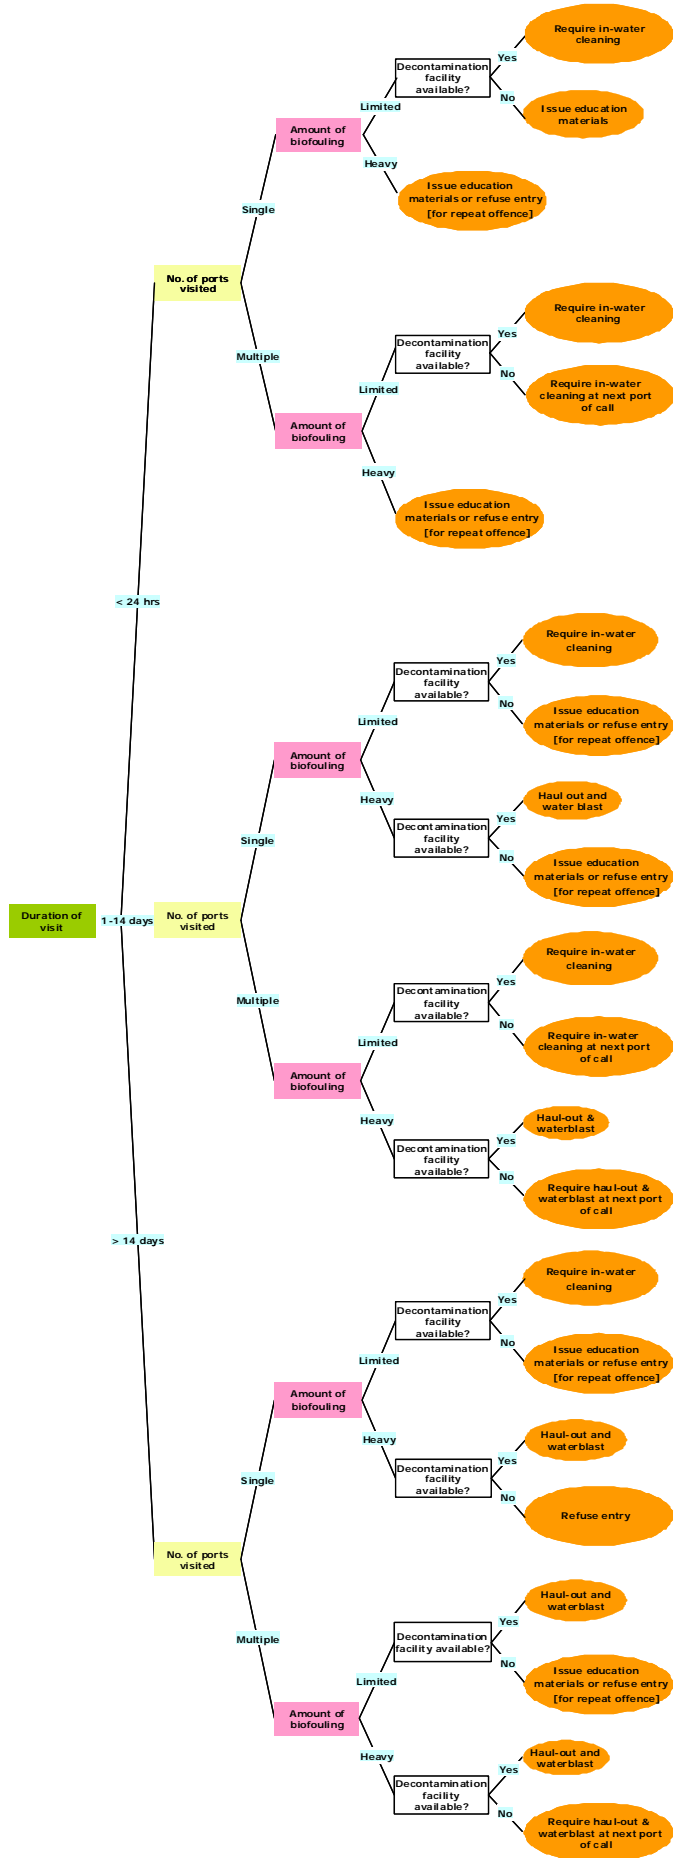 Require in-water
cleaning
Decontamination
facility
available?
Yes
No
Limited
Issue education
materials
Amount of
biofouling
Heavy
Issue education
materials or refuse entry
[for repeat offence]
Single
No. of ports
visited
Require in-water
cleaning
Yes
Decontamination
facility
available?
Multiple
No
Limited
Require in-water
cleaning at next port
of call
Amount of
biofouling
Heavy
Issue education
materials or refuse entry
[for repeat offence]
< 24 hrs
Require in-water
cleaning
Yes
Decontamination
facility
available?
No
Limited
Issue education
materials or refuse entry
[for repeat offence]
Amount of
biofouling
Heavy
Haul out and
water blast
Yes
Decontamination
facility
available?
Single
No
Issue education
materials or refuse entry
[for repeat offence]
Duration of
visit
1-14 days
No. of ports
visited
Require in-water
cleaning
Yes
Decontamination
facility
available?
Multiple
No
Limited
Require in-water
cleaning at next port
of call
Amount of
biofouling
Heavy
Haul-out &
waterblast
Yes
Decontamination
facility
available?
No
Require haul-out &
waterblast at next port
of call
> 14 days
Require in-water
cleaning
Yes
Decontamination
facility
available?
No
Limited
Issue education
materials or refuse entry
[for repeat offence]
Amount of
biofouling
Heavy
Haul-out and
waterblast
Yes
Decontamination
facility
available?
Single
No
Refuse entry
No. of ports
visited
Haul-out and
waterblast
Yes
Decontamination
facility available?
Multiple
No
Limited
Issue education
materials or refuse entry
[for repeat offence]
Amount of
biofouling
Heavy
Haul-out and
waterblast
Yes
Decontamination
facility
available?
No
Require haul-out &
waterblast at next port
of call